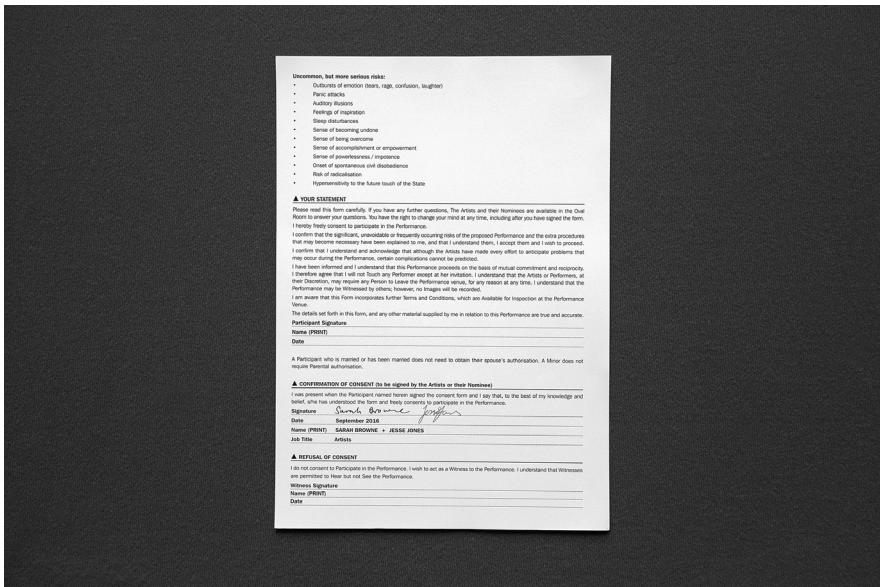 Uncommon, but more serious risks:
• Outbursts of emotion (tears, rage, confusion, laughter)
• Panic attacks
• Auditory illusions
• Feelings of inspiration
• Sleep disturbances
• Sense of becoming undone
• Sense of being overcome
• Sense of accomplishment or empowerment
• Sense of powerlessness / impotence
• Onset of spontaneous civil disobedience
• Risk of radicalisation
• Hypersensitivity to the future touch of the State
▲ YOUR STATEMENT
Please read this form carefully. If you have any further questions, The Artists and their Nominees are available in the Oval
Room to answer your questions. You have the right to change your mind at any time, including after you have signed the form.
I hereby freely consent to participate in the Performance.
I confirm that the significant, unavoidable or frequently occurring risks of the proposed Performance and the extra procedures
that may become necessary have been explained to me, and that I understand them, I accept them and I wish to proceed.
I confirm that I understand and acknowledge that although the Artists have made every effort to anticipate problems that
may occur during the Performance, certain complications cannot be predicted.
I have been informed and I understand that this Performance proceeds on the basis of mutual commitment and reciprocity.
I therefore agree that I will not Touch any Performer except at her invitation. I understand that the Artists or Performers, at
their Discretion, may require any Person to Leave the Performance venue, for any reason at any time. I understand that the
Performance may be Witnessed by others; however, no Images will be recorded.
I am aware that this Form incorporates further Terms and Conditions, which are Available for Inspection at the Performance
Venue.
The details set forth in this form, and any other material supplied by me in relation to this Performance are true and accurate.
Participant Signature
Name (PRINT)
Date
A Participant who is married or has been married does not need to obtain their spouse's authorisation. A Minor does not
require Parental authorisation.
▲ CONFIRMATION OF CONSENT (to be signed by the Artists or their Nominee)
I was present when the Participant named herein signed the consent form and I say that, to the best of my knowledge and
belief, s/he has understood the form and freely consents to participate in the Performance.
Signature Sarah Browne
Date September 2016
Name (PRINT) SARAH BROWNE + JESSE JONES
Job Title Artists
▲ REFUSAL OF CONSENT
I do not consent to Participate in the Performance. I wish to act as a Witness to the Performance. I understand that Witnesses
are permitted to Hear but not See the Performance.
Witness Signature
Name (PRINT)
Date